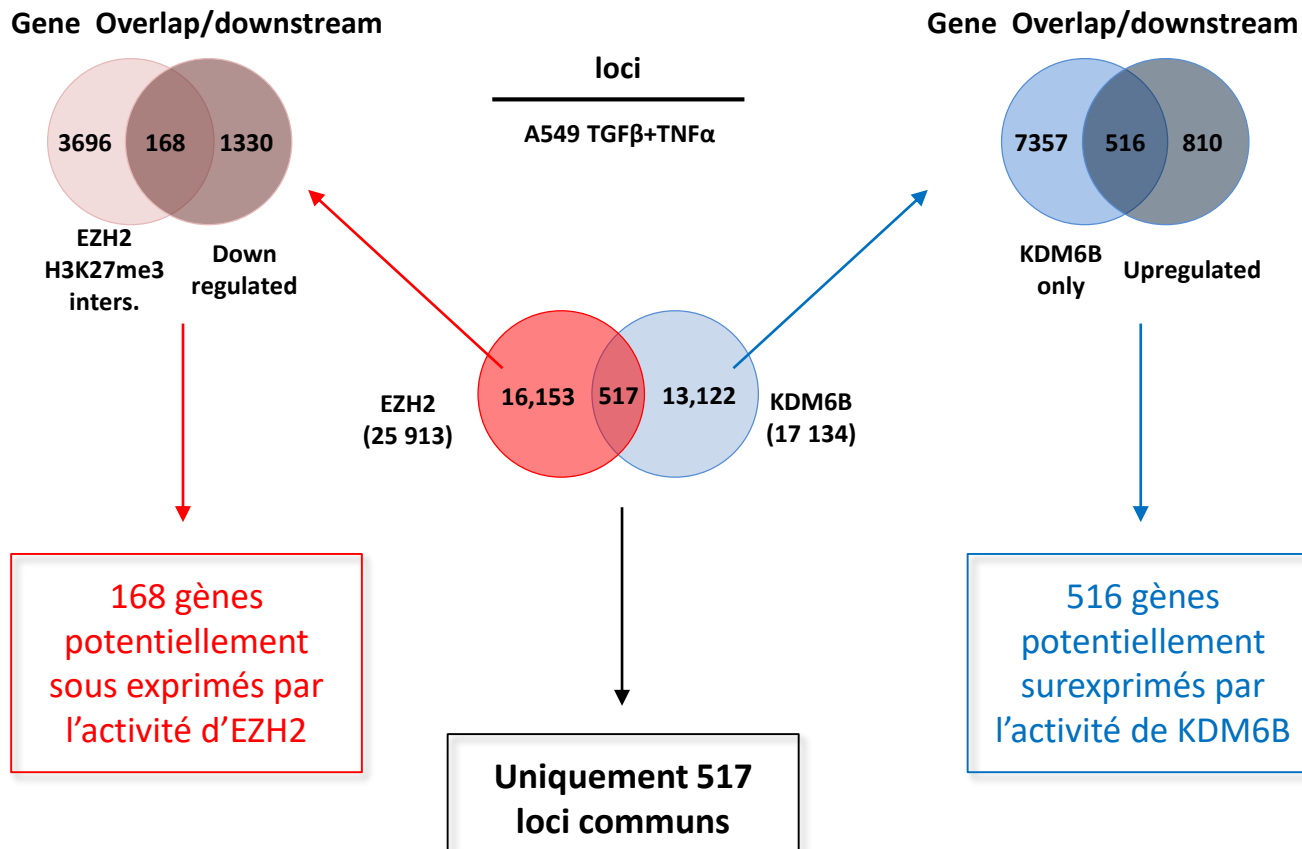 Gene Overlap/downstream
3696
168
1330
EZH2
H3K27me3
inters.
Down
regulated
loci
A549 TGFβ+TNFα
Gene Overlap/downstream
7357
516
810
KDM6B
only
Upregulated
EZH2
(25 913)
16,153
517
13,122
KDM6B
(17 134)
168 gènes
potentiellement
sous exprimés par
l’activité d’EZH2
Uniquement 517
loci communs
516 gènes
potentiellement
surexprimés par
l’activité de KDM6B